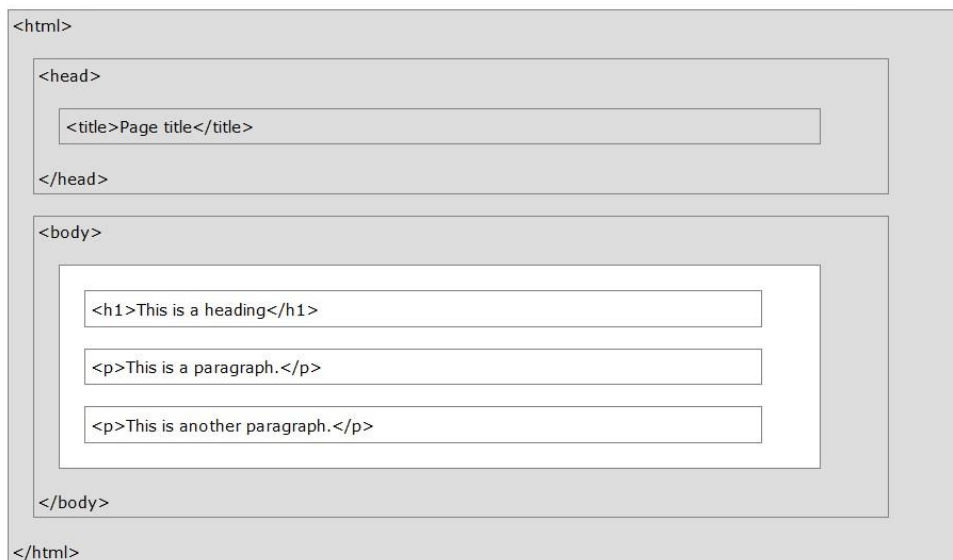 <html>
<head>
<title>Page title</title>
</head>
<body>
<h1>This is a heading</h1>
<p>This is a paragraph.</p>
<p>This is another paragraph.</p>
</body>
</html>